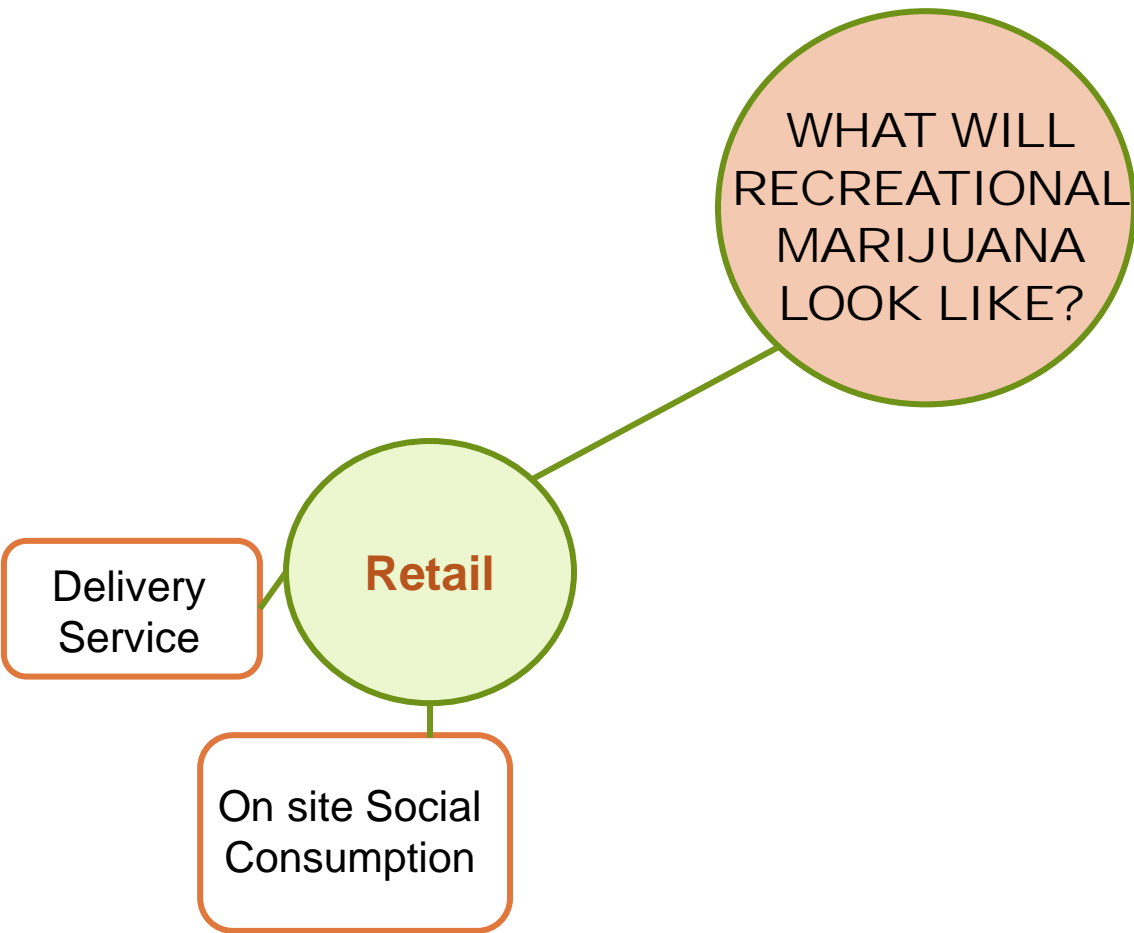 WHAT WILL
RECREATIONAL
MARIJUANA
LOOK LIKE?
Retail
Delivery
Service
On site Social
Consumption